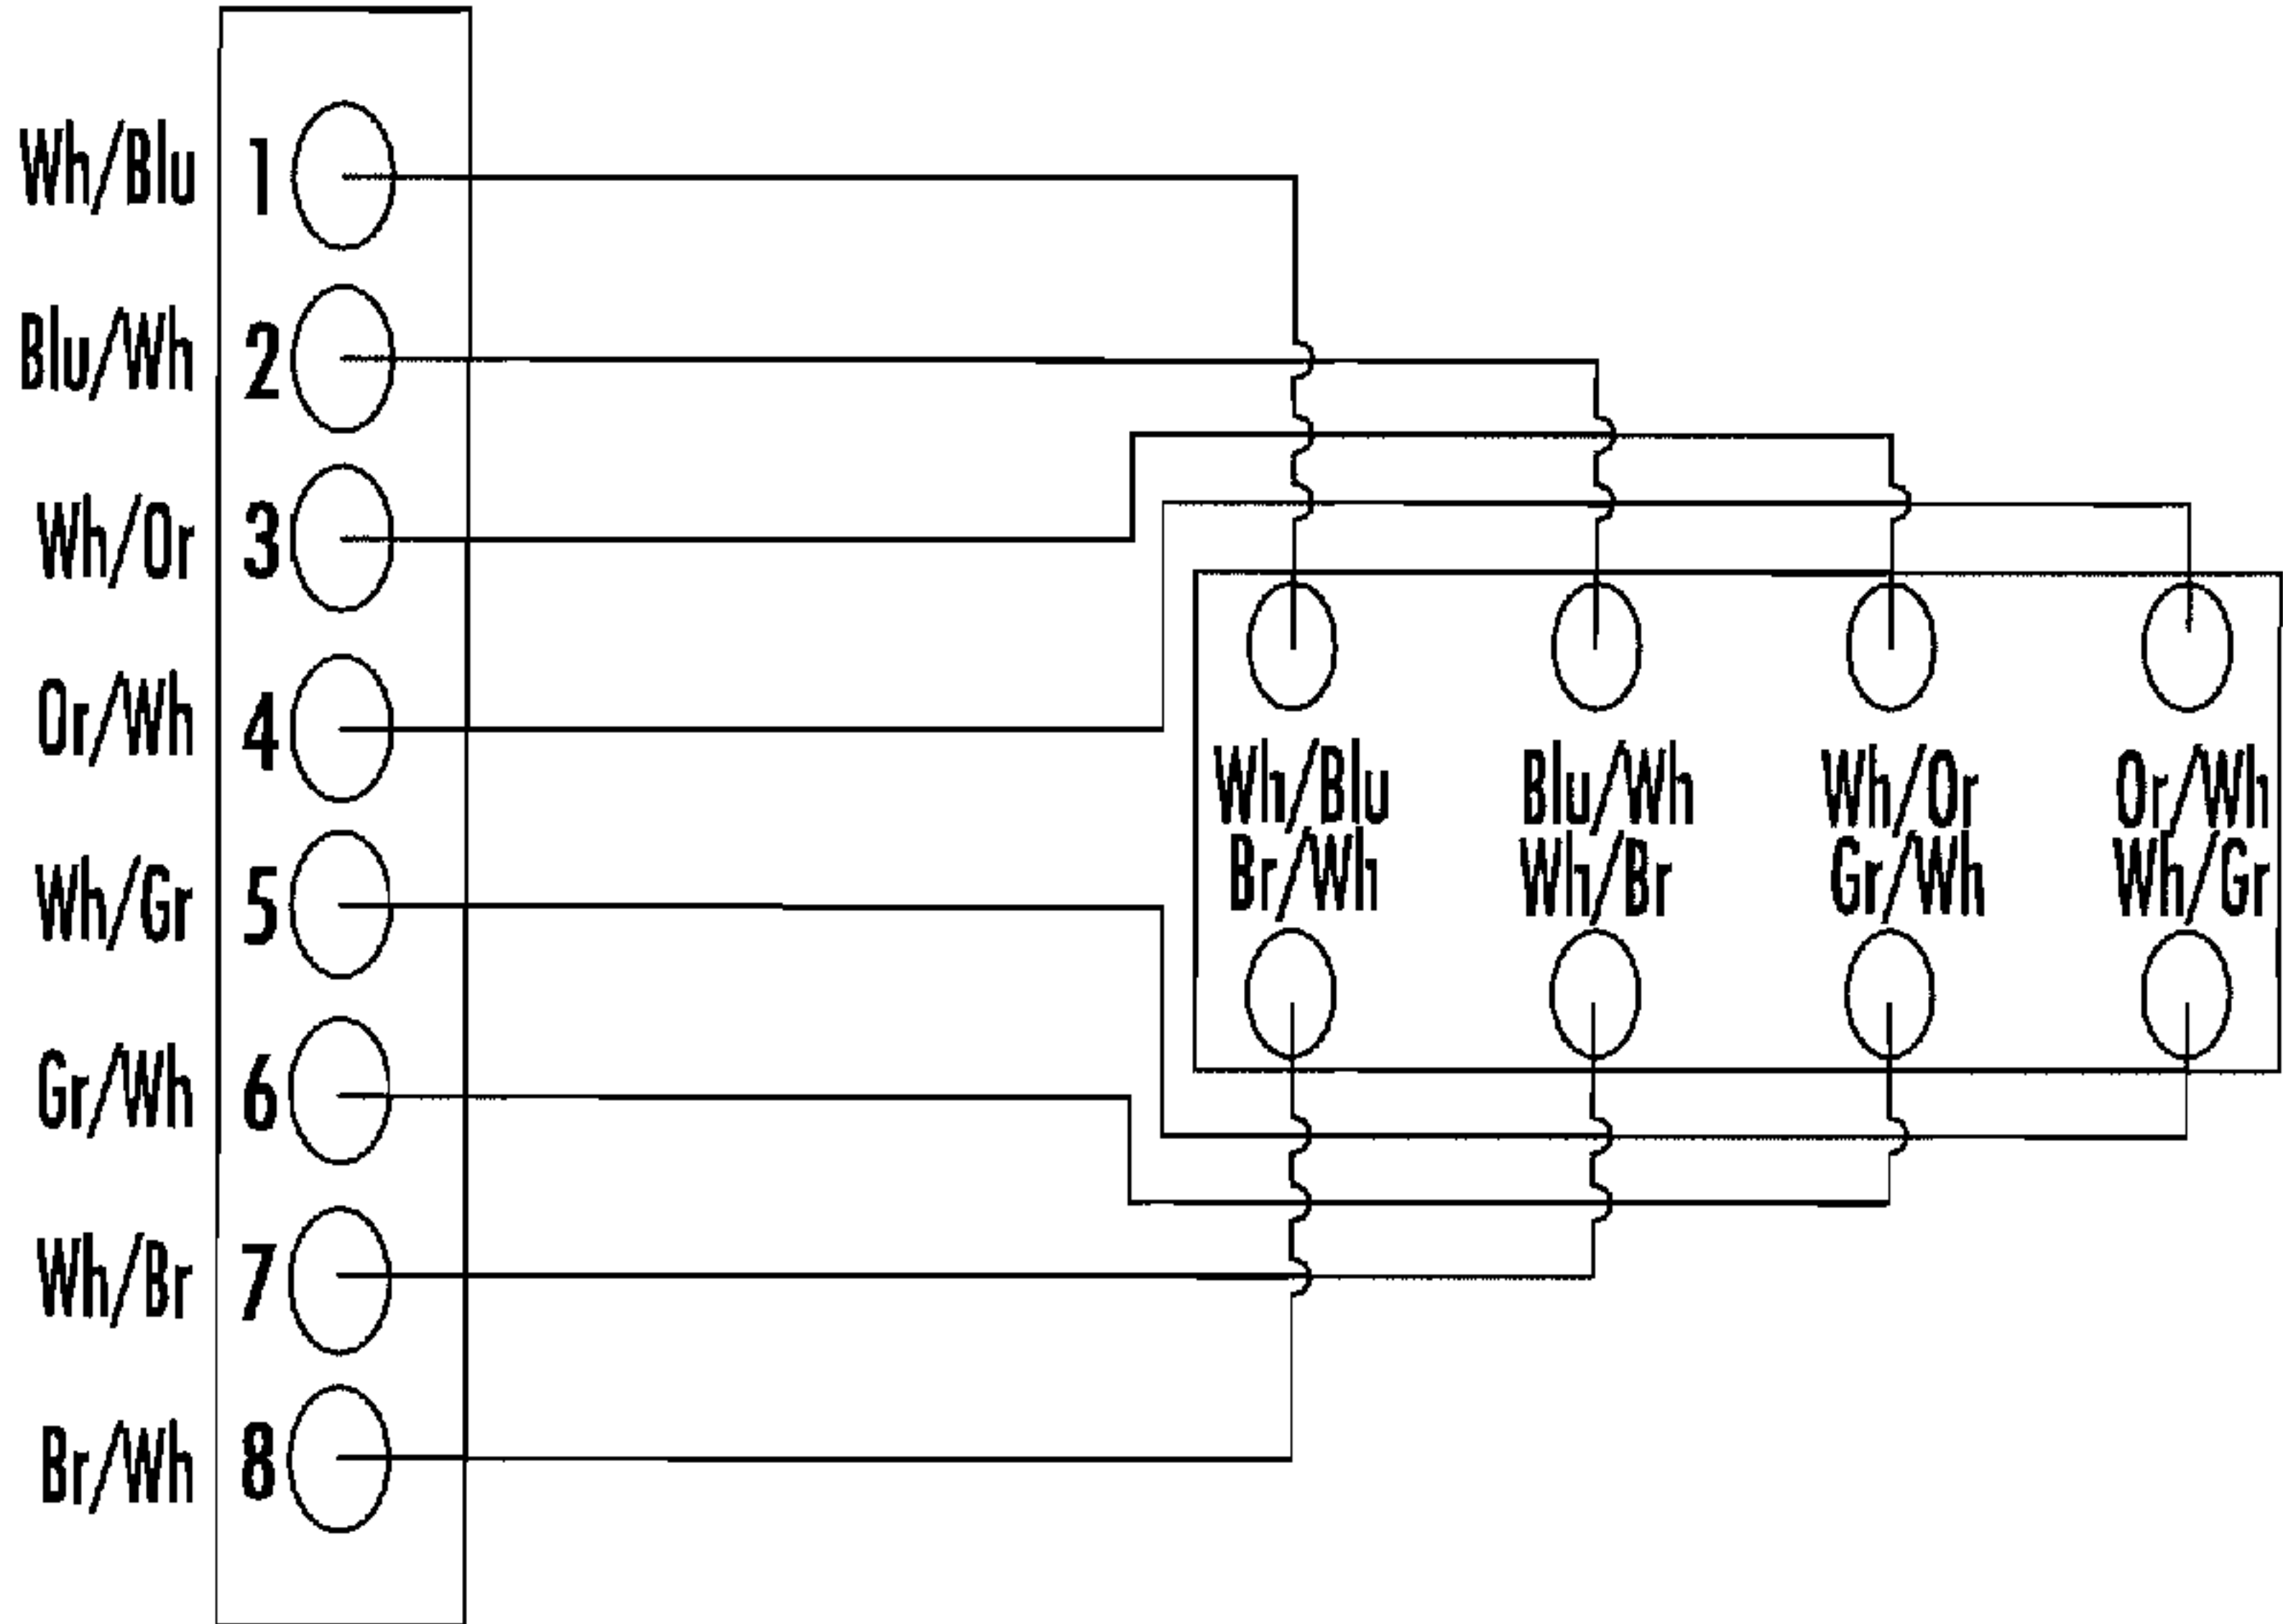 Wh/Blu 1
Blu/Wh 2
Wh/Or 3
Or/Wh 4
Wh/Gr 5
Gr/Wh 6
Wh/Br 7
Br/Wh 8
Wh/Blu Blu/Wh Wh/Or Or/Wh
Br/Wh Wh/Br Gr/Wh Wh/Gr